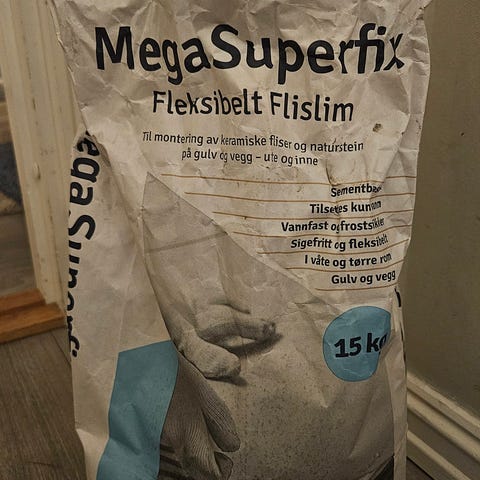 MegaSuperfix
Fleksibelt Flislim
Til montering av keramiske fliser og naturstein
på gulv og vegg – ute og inne
Tilsettes kun
Vannfast og frostsikker
Sigefritt og fleksibelt
I våte og tørre rom
Gulv og vegg
15 kg